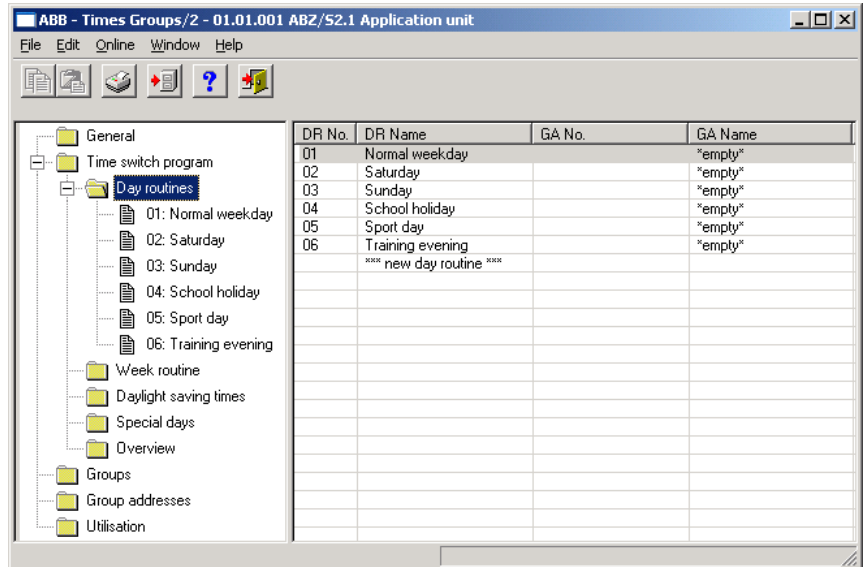 ABB - Times Groups/2 - 01.01.001 ABZ/S2.1 Application unit
File Edit Online Window Help
General
Time switch program
Day routines
01: Normal weekday
02: Saturday
03: Sunday
04: School holiday
05: Sport day
06: Training evening
Week routine
Daylight saving times
Special days
Overview
Groups
Group addresses
Utilisation
DR No. DR Name GA No. GA Name
01 Normal weekday *empty*
02 Saturday *empty*
03 Sunday *empty*
04 School holiday *empty*
05 Sport day *empty*
06 Training evening *empty*
*** new day routine ***